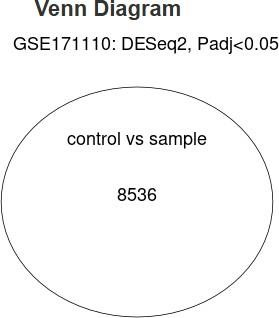 Venn Diagram
GSE171110: DESeq2, Padj<0.05
control vs sample
8536